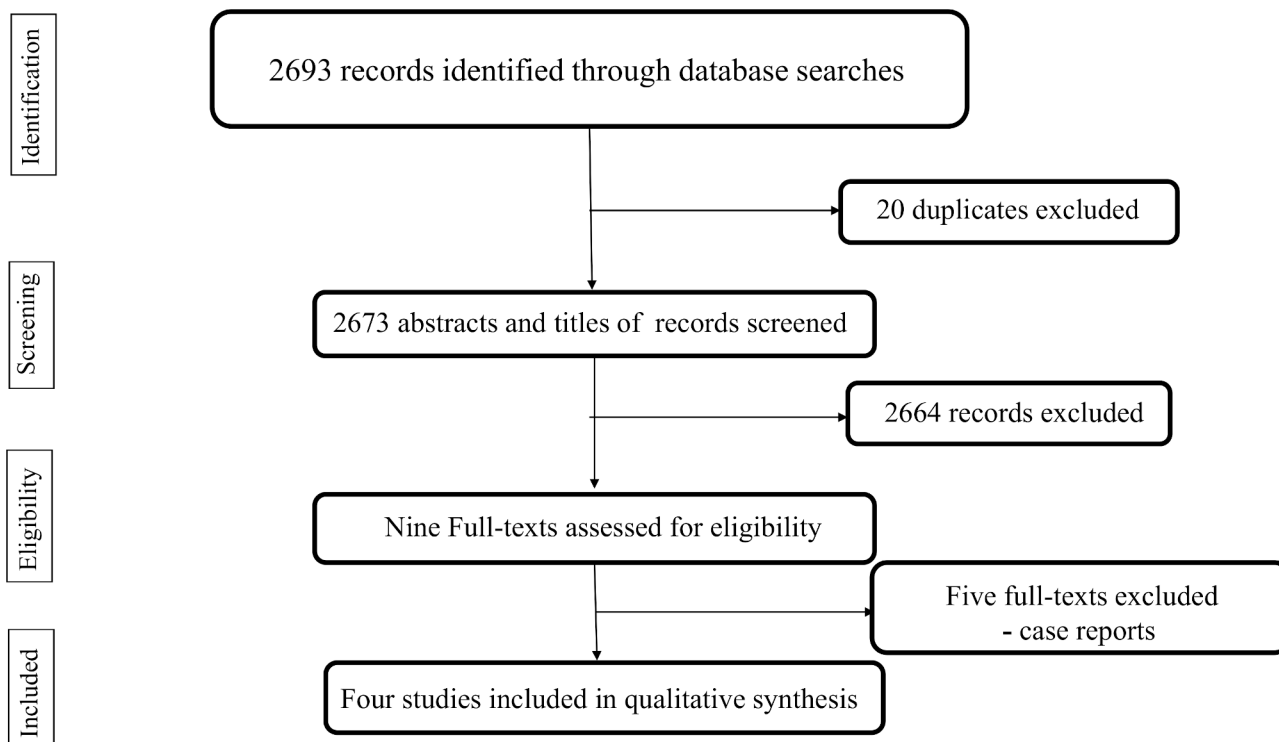 Identification
2693 records identified through database searches
20 duplicates excluded
Screening
2673 abstracts and titles of records screened
2664 records excluded
Eligibility
Nine Full-texts assessed for eligibility
Five full-texts excluded
- case reports
Included
Four studies included in qualitative synthesis